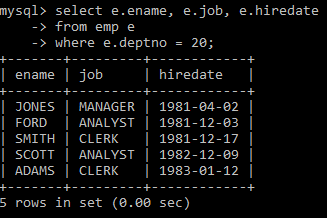 mysql> select e.ename, e.job, e.hiredate
    -> from emp e
    -> where e.deptno = 20;
+-------+---------+------------+
| ename | job     | hiredate   |
+-------+---------+------------+
| JONES | MANAGER | 1981-04-02 |
| FORD  | ANALYST | 1981-12-03 |
| SMITH | CLERK   | 1981-12-17 |
| SCOTT | ANALYST | 1982-12-09 |
| ADAMS | CLERK   | 1983-01-12 |
+-------+---------+------------+
5 rows in set (0.00 sec)